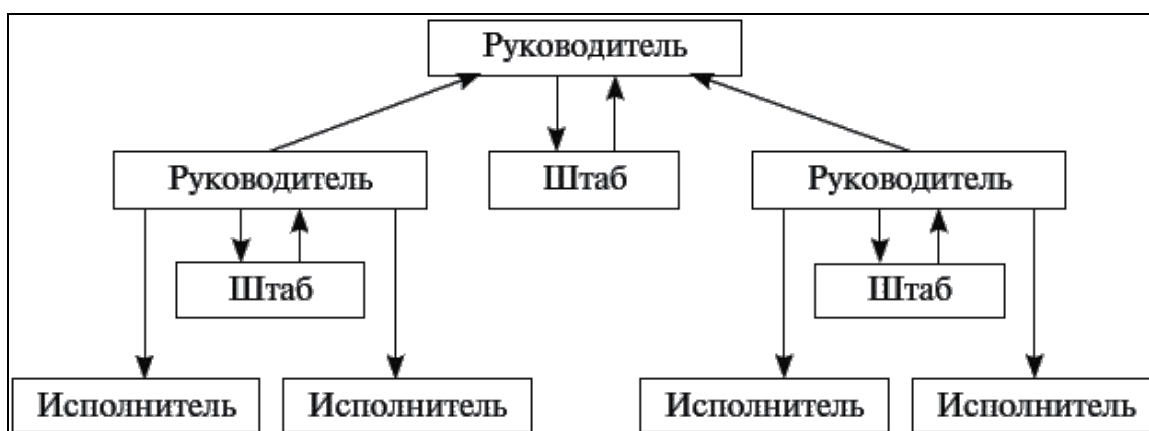 Руководитель
Руководитель
Штаб
Руководитель
Штаб
Штаб
Исполнитель
Исполнитель
Исполнитель
Исполнитель